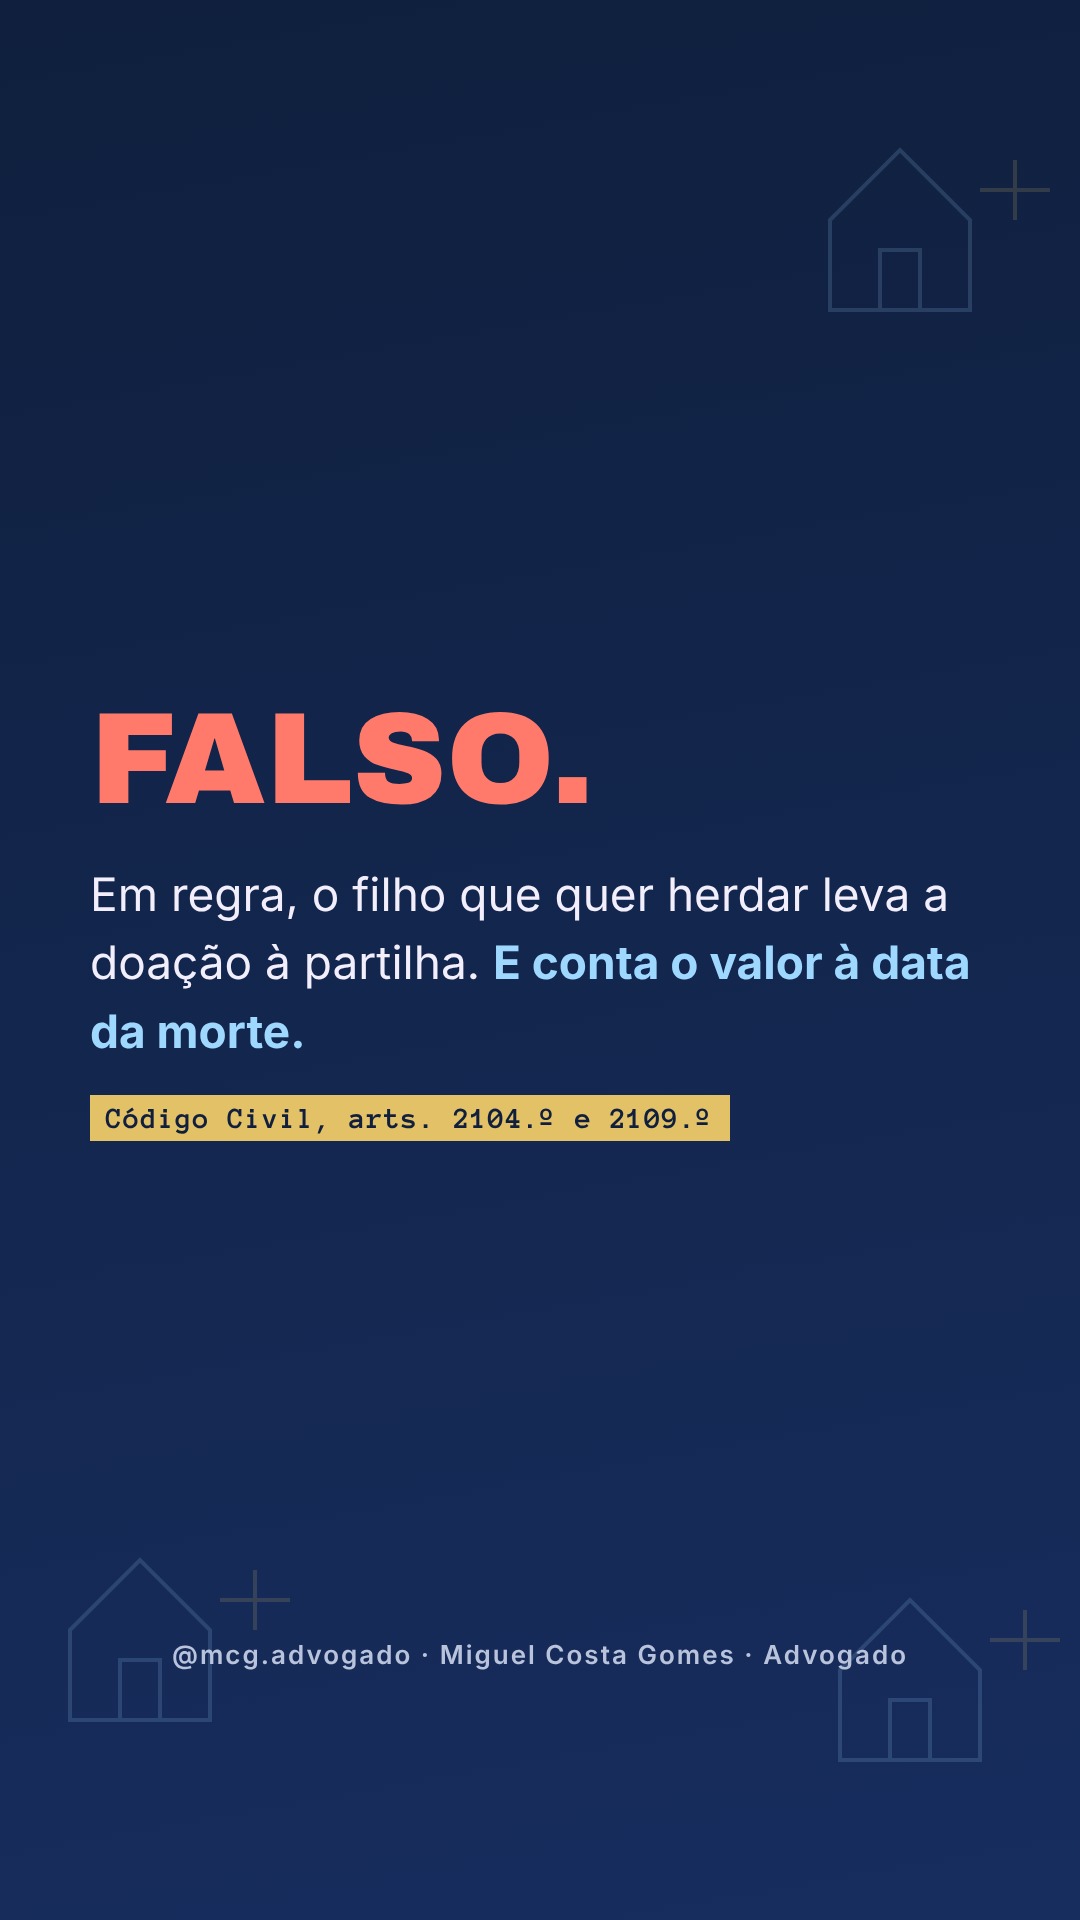 FALSO.
Em regra, o filho que quer herdar leva a
doação à partilha. E conta o valor à data
da morte.
Código Civil, arts. 2104.º e 2109.º
@mcg.advogado · Miguel Costa Gomes · Advogado